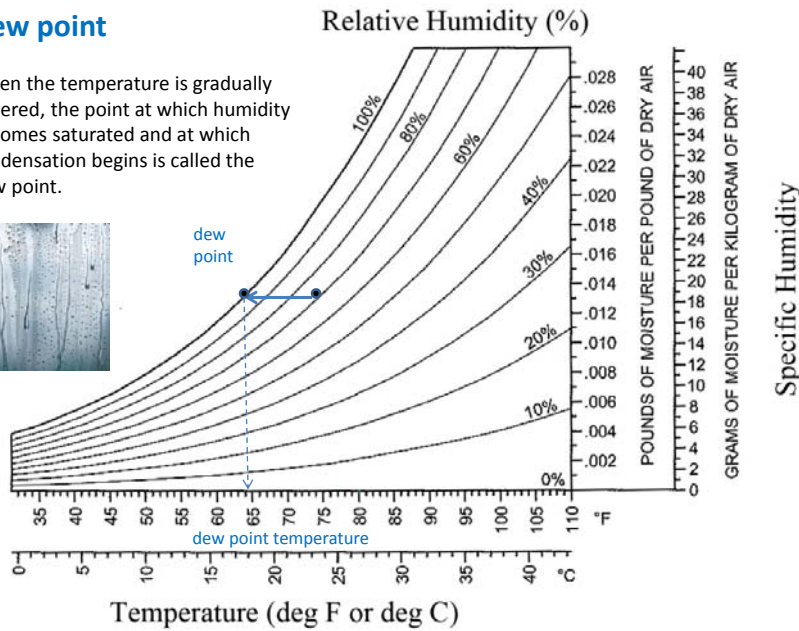 ew point
Relative Humidity (%)
en the temperature is gradually
ered, the point at which humidity
omes saturated and at which
densation begins is called the
w point.
dew
point
100%
80%
60%
40%
30%
20%
10%
0%
.028
.026
.024
.022
.020
.018
.016
.014
.012
.010
.008
.006
.004
.002
POUNDS OF MOISTURE PER POUND OF DRY AIR
40
38
36
34
32
30
28
26
24
22
20
18
16
14
12
10
8
6
4
2
0
GRAMS OF MOISTURE PER KILOGRAM OF DRY AIR
Specific Humidity
35 40 45 50 55 60 65 70 75 80 85 90 95 100 105 110 °F
dew point temperature
0 5 10 15 20 25 30 35 40 °C
Temperature (deg F or deg C)